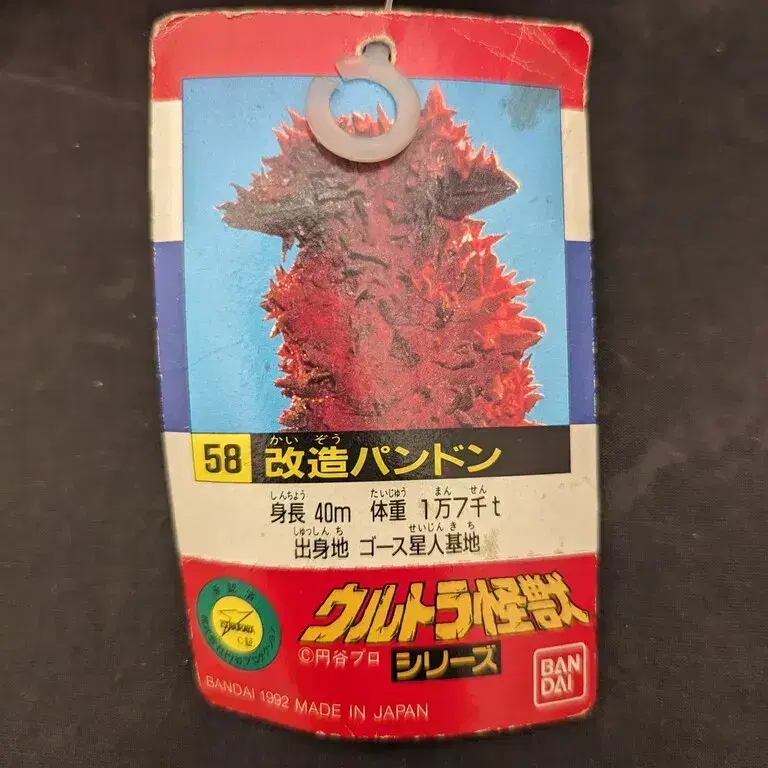 58
かいぞう
改造パンドン
しんちょう たいじゅう まん せん
身長 40m 体重 1万7千t
しゅっしんち せいじんきち
出身地 ゴース星人基地
ウルトラ怪獣
シリーズ
©円谷プロ
BANDAI 1992 MADE IN JAPAN
BAN
DAI